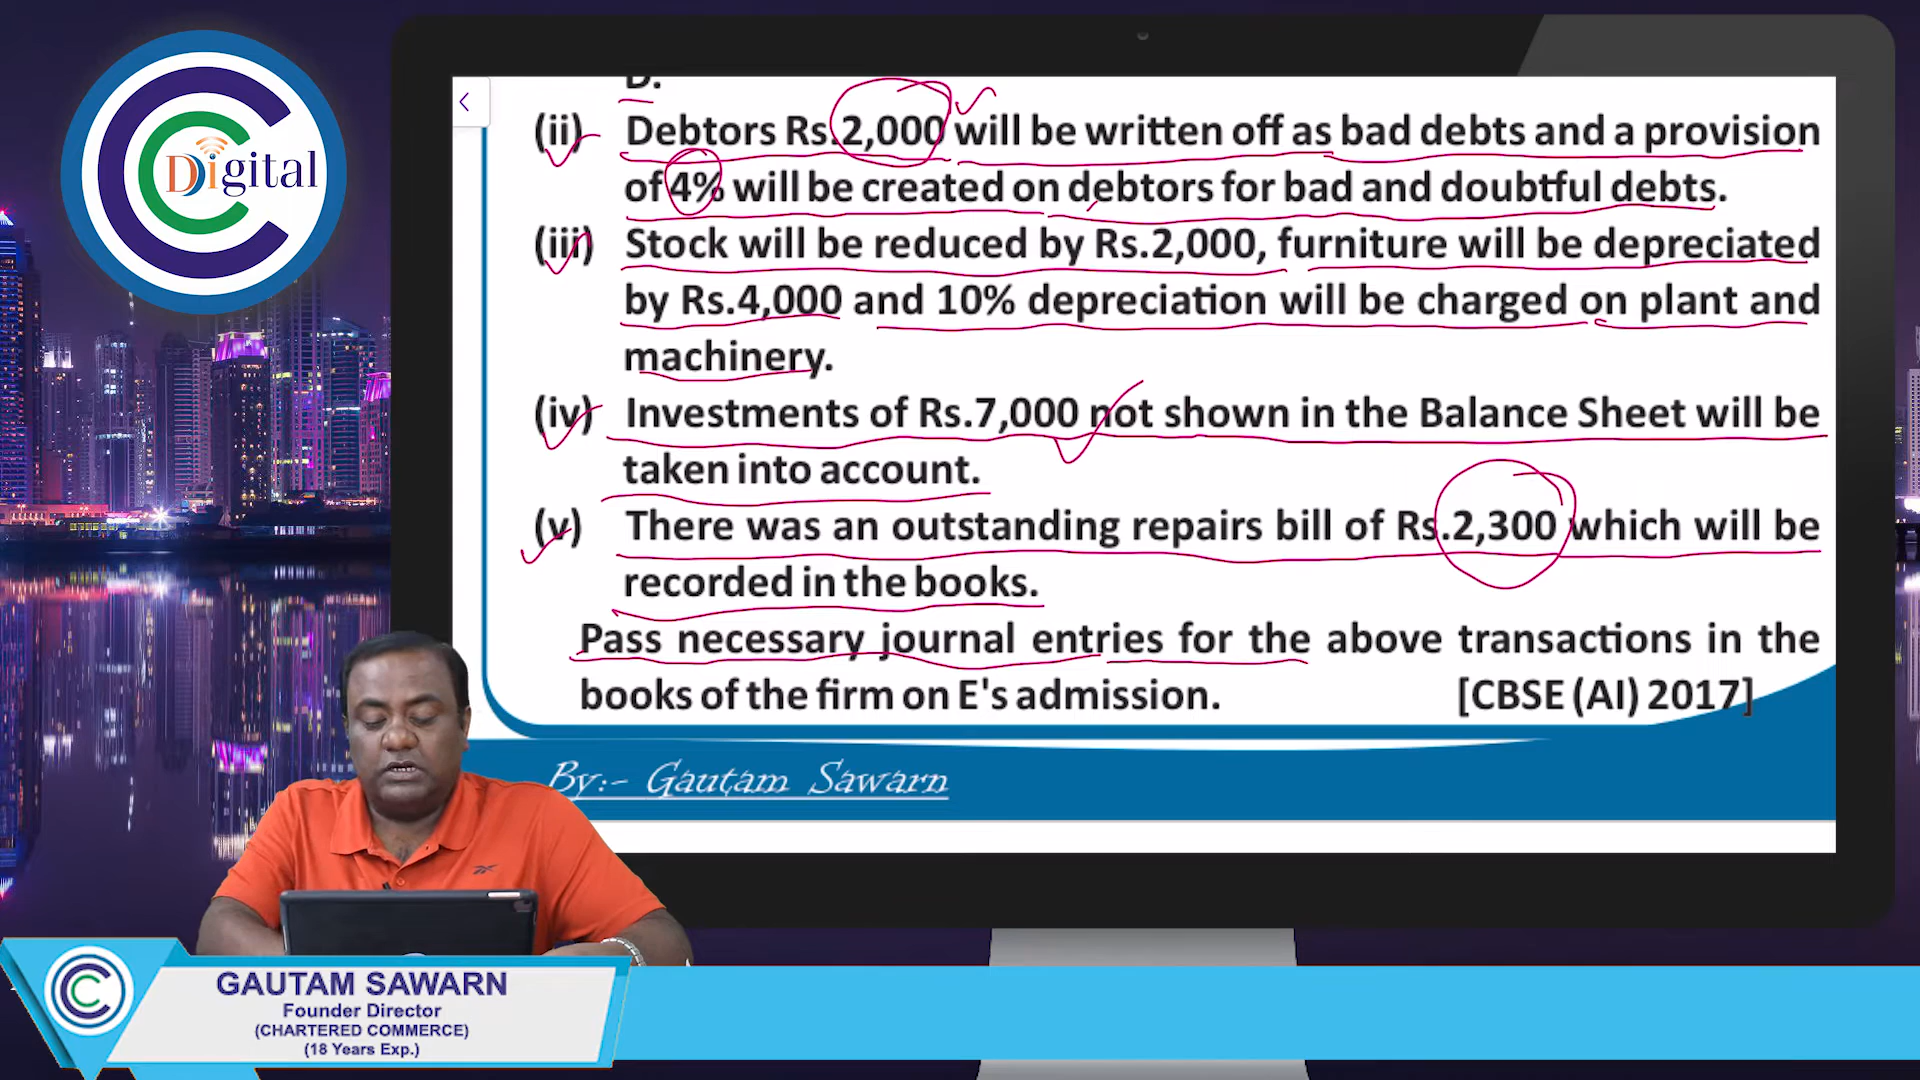 Digital
D.
(ii) Debtors Rs.2,000 will be written off as bad debts and a provision
of 4% will be created on debtors for bad and doubtful debts.
(iii) Stock will be reduced by Rs.2,000, furniture will be depreciated
by Rs.4,000 and 10% depreciation will be charged on plant and
machinery.
(iv) Investments of Rs.7,000 not shown in the Balance Sheet will be
taken into account.
(v) There was an outstanding repairs bill of Rs.2,300 which will be
recorded in the books.
Pass necessary journal entries for the above transactions in the
books of the firm on E's admission. [CBSE (AI) 2017]
By:- Gautam Sawarn
GAUTAM SAWARN
Founder Director
(CHARTERED COMMERCE)
(18 Years Exp.)